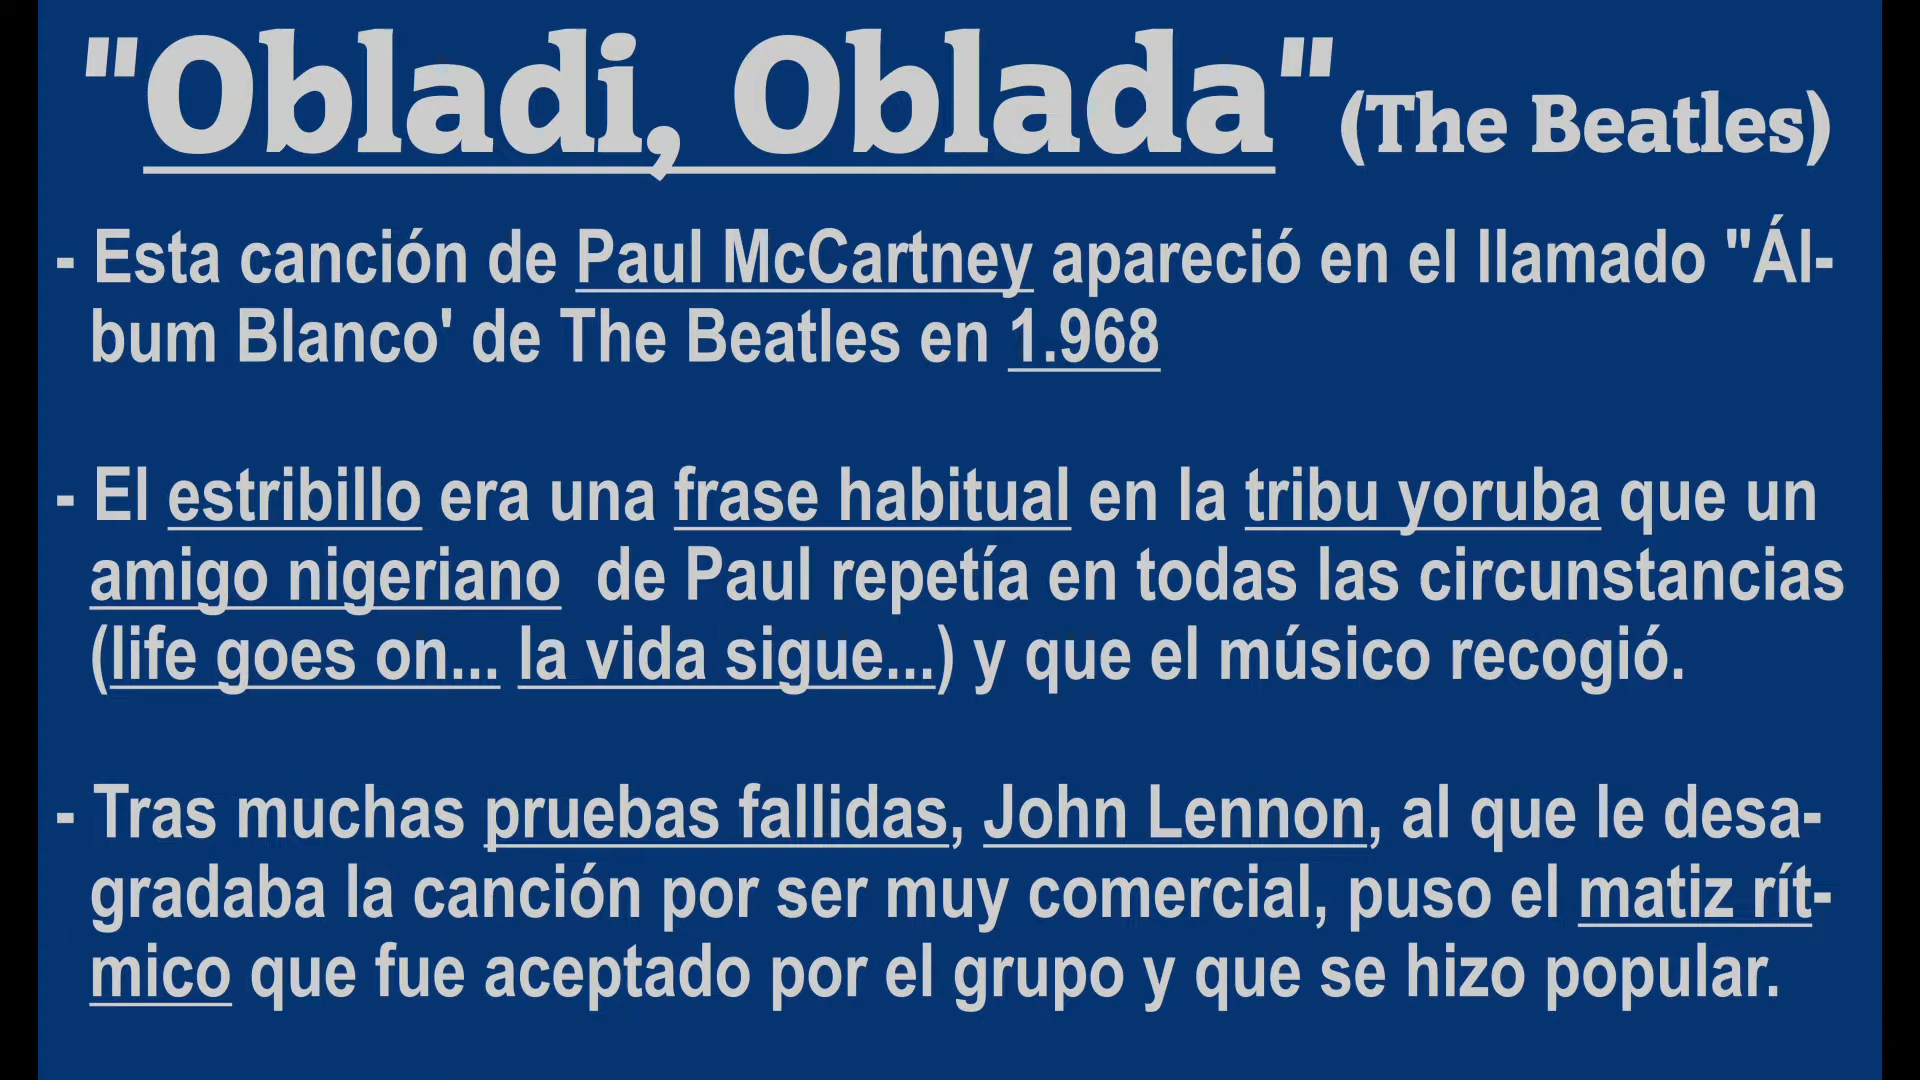 "Obladi, Oblada" (The Beatles)
- Esta canción de Paul McCartney apareció en el llamado "Ál-
bum Blanco' de The Beatles en 1.968
- El estribillo era una frase habitual en la tribu yoruba que un
amigo nigeriano de Paul repetía en todas las circunstancias
(life goes on... la vida sigue...) y que el músico recogió.
- Tras muchas pruebas fallidas, John Lennon, al que le desa-
gradaba la canción por ser muy comercial, puso el matiz rít-
mico que fue aceptado por el grupo y que se hizo popular.